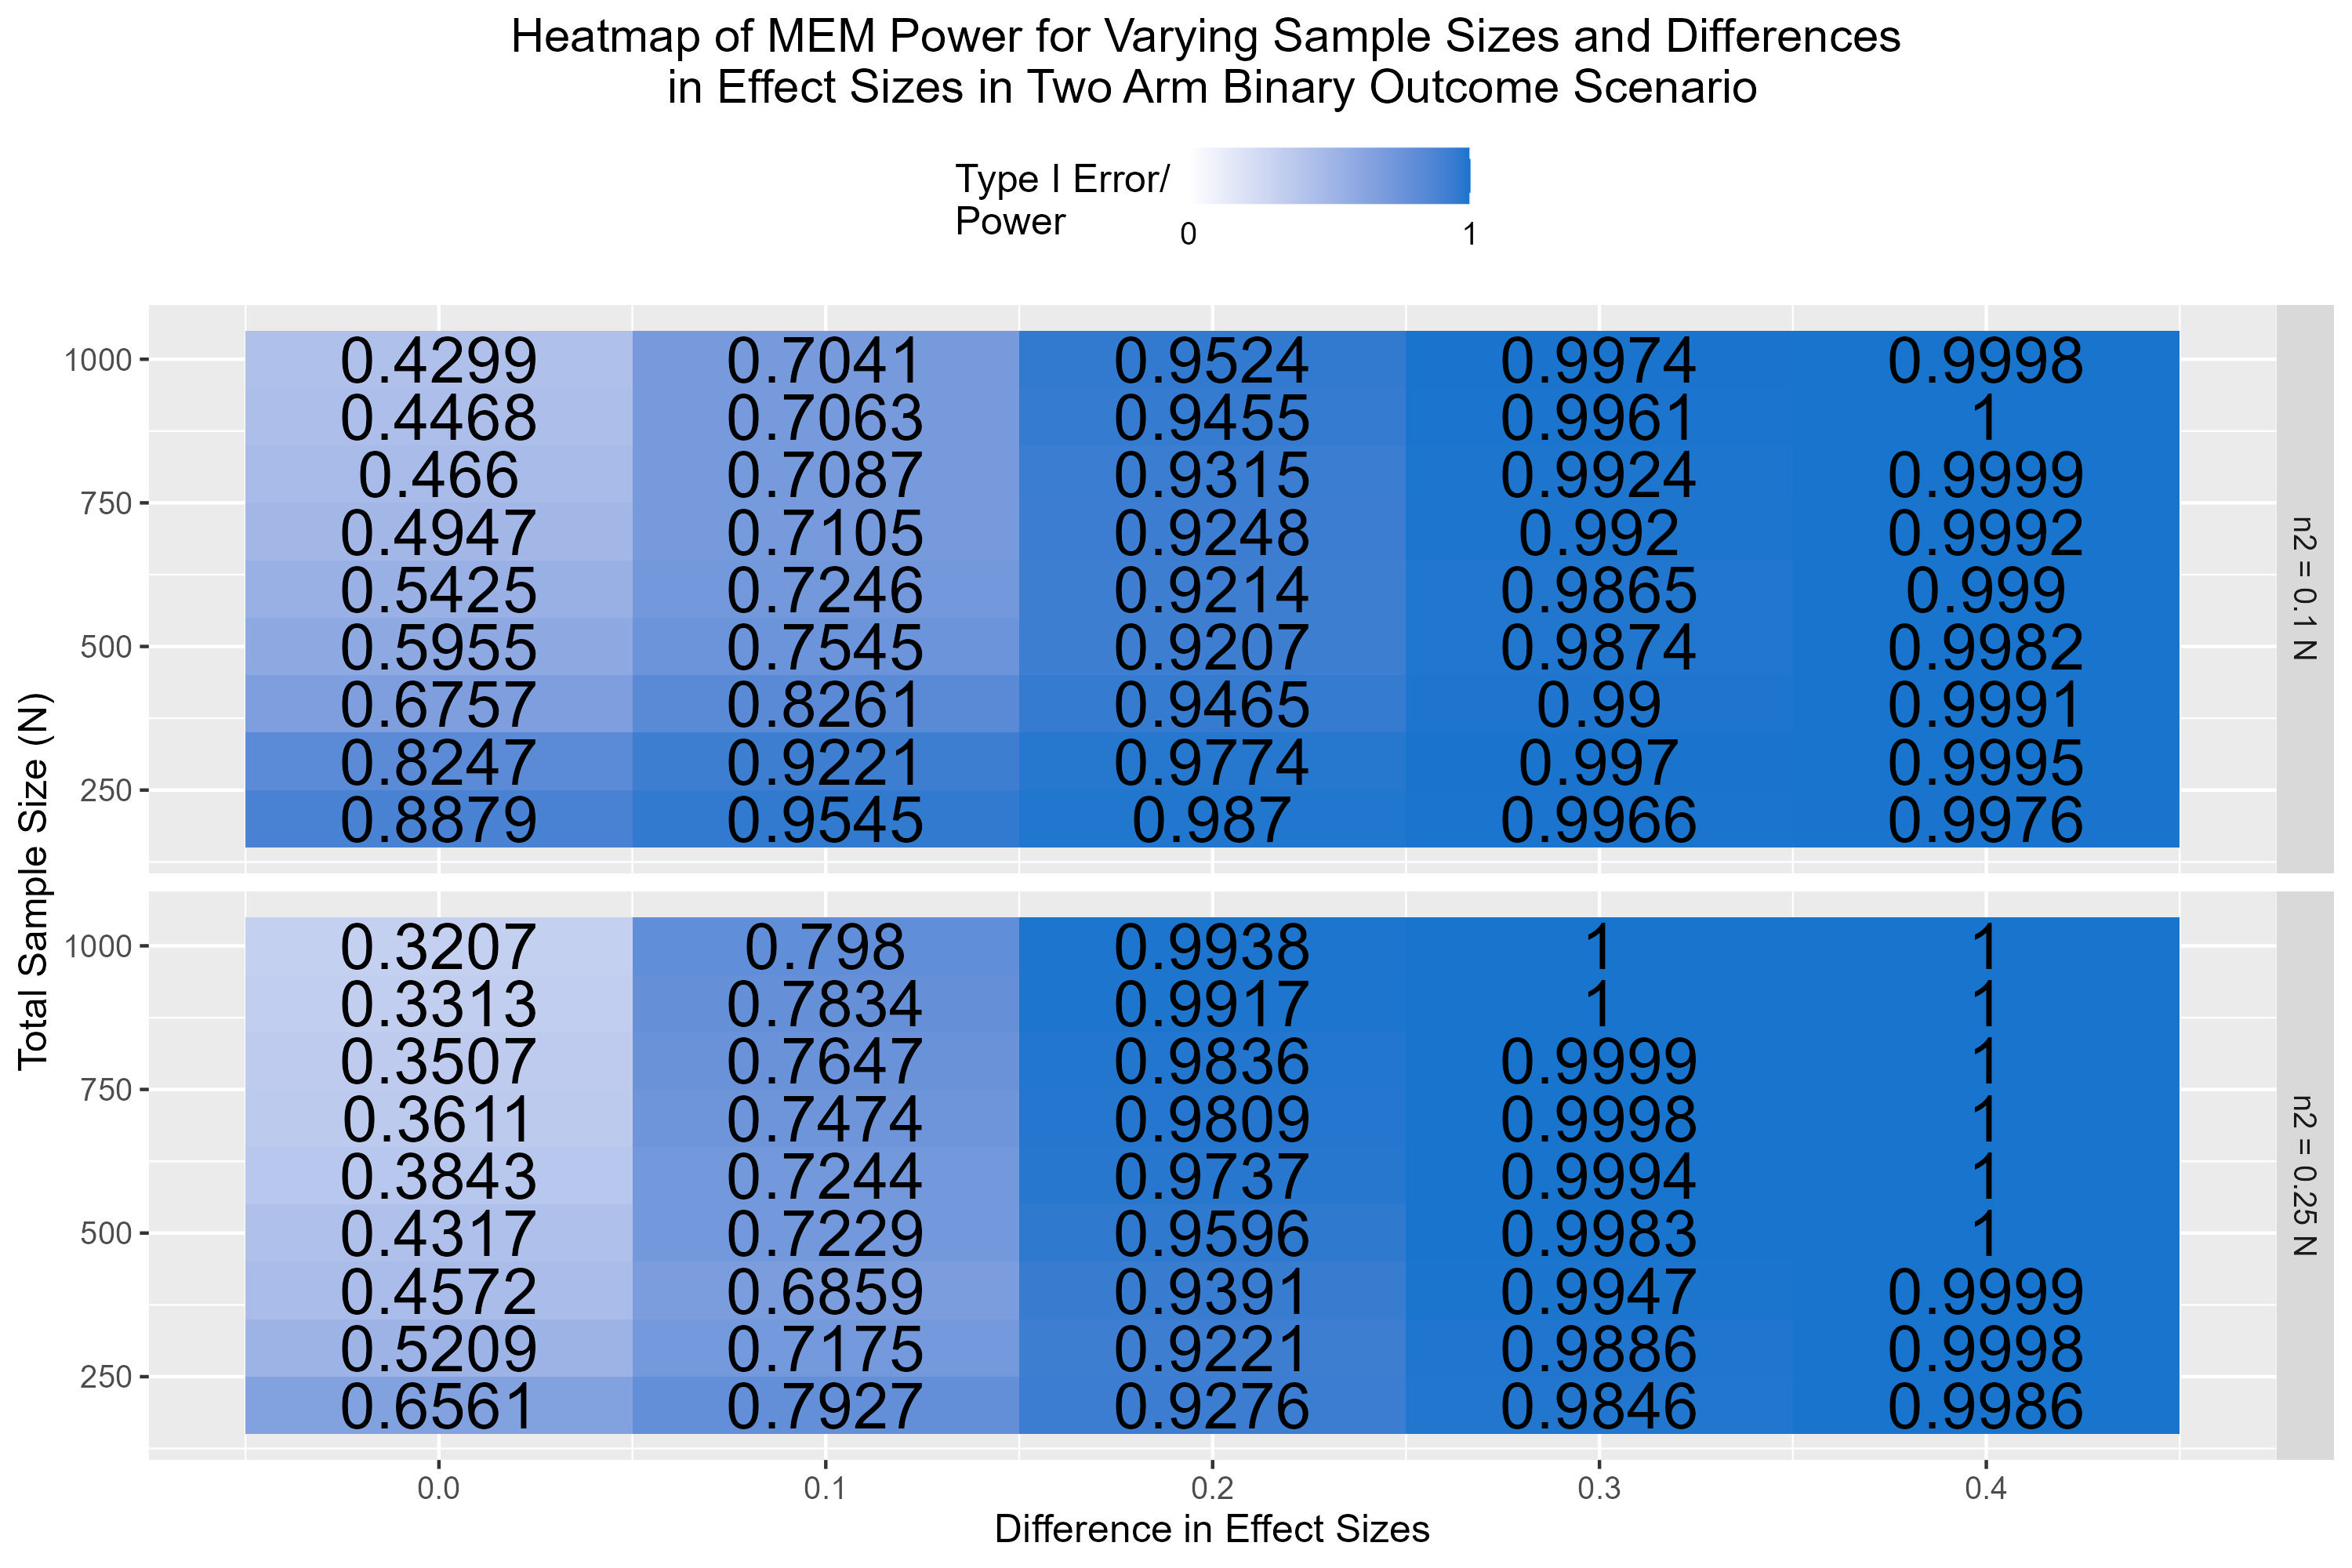 Heatmap of MEM Power for Varying Sample Sizes and Differences
in Effect Sizes in Two Arm Binary Outcome Scenario
Type I Error/
Power
0 1
Total Sample Size (N)
1000
750
500
250
0.4299 0.7041 0.9524 0.9974 0.9998
0.4468 0.7063 0.9455 0.9961 1
0.466 0.7087 0.9315 0.9924 0.9999
0.4947 0.7105 0.9248 0.992 0.9992
0.5425 0.7246 0.9214 0.9865 0.999
0.5955 0.7545 0.9207 0.9874 0.9982
0.6757 0.8261 0.9465 0.99 0.9991
0.8247 0.9221 0.9774 0.997 0.9995
0.8879 0.9545 0.987 0.9966 0.9976
n2 = 0.1 N
1000
750
500
250
0.3207 0.798 0.9938 1 1
0.3313 0.7834 0.9917 1 1
0.3507 0.7647 0.9836 0.9999 1
0.3611 0.7474 0.9809 0.9998 1
0.3843 0.7244 0.9737 0.9994 1
0.4317 0.7229 0.9596 0.9983 1
0.4572 0.6859 0.9391 0.9947 0.9999
0.5209 0.7175 0.9221 0.9886 0.9998
0.6561 0.7927 0.9276 0.9846 0.9986
n2 = 0.25 N
0.0 0.1 0.2 0.3 0.4
Difference in Effect Sizes